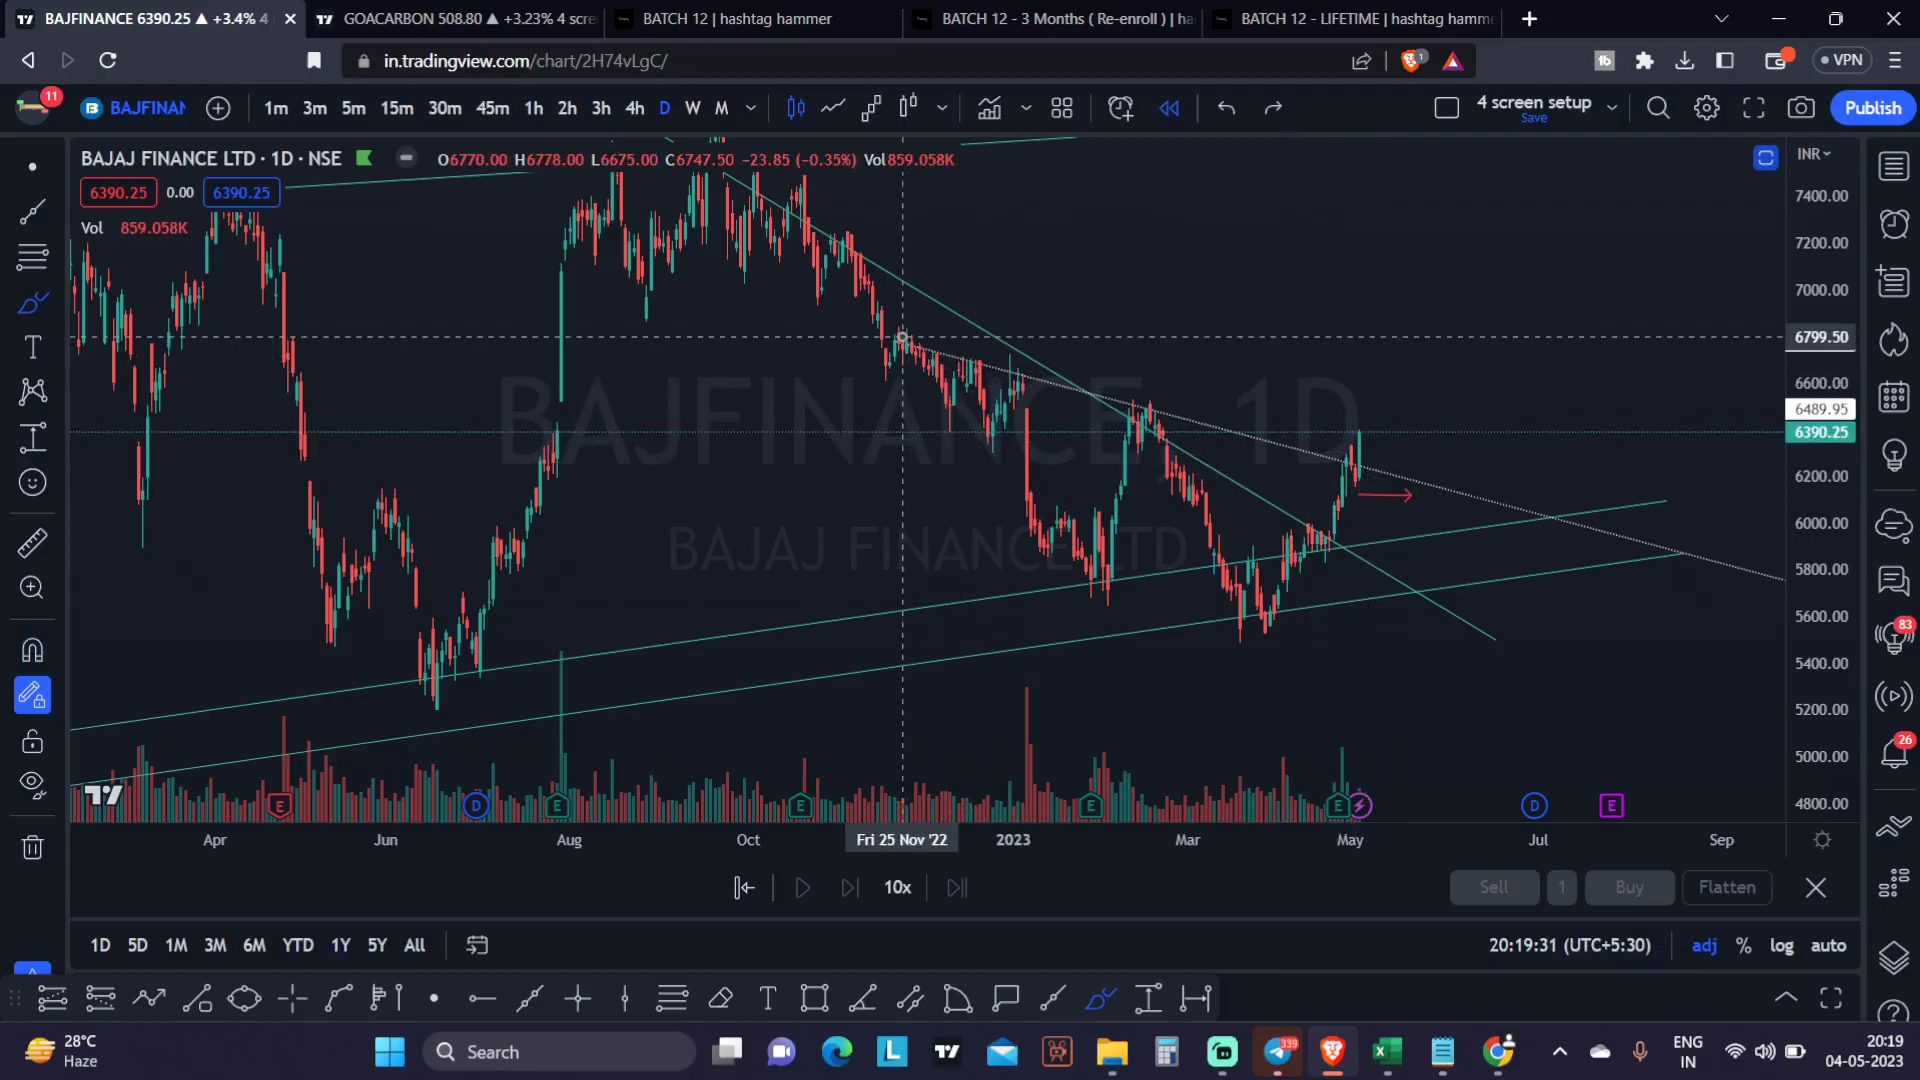 BAJFINANCE 6390.25 ▲ +3.4% 4
GOACARBON 508.80 ▲ +3.23% 4 scre
BATCH 12 | hashtag hammer
BATCH 12 - 3 Months ( Re-enroll ) | ha
BATCH 12 - LIFETIME | hashtag hamme
in.tradingview.com/chart/2H74vLgC/
1
VPN
11
BAJFINAN
1m 3m 5m 15m 30m 45m 1h 2h 3h 4h D W M
4 screen setup
Save
Publish
BAJAJ FINANCE LTD · 1D · NSE
O6770.00 H6778.00 L6675.00 C6747.50 −23.85 (−0.35%) Vol859.058K
INR
6390.25 0.00 6390.25
Vol 859.058K
7400.00
7200.00
7000.00
6799.50
6600.00
6489.95
6390.25
6200.00
6000.00
5800.00
5600.00
5400.00
5200.00
5000.00
4800.00
BAJFINANCE, 1D
BAJAJ FINANCE LTD
E D E E E E D E
Apr Jun Aug Oct Fri 25 Nov '22 2023 Mar May Jul Sep
10x
Sell 1 Buy Flatten
1D 5D 1M 3M 6M YTD 1Y 5Y All
20:19:31 (UTC+5:30) adj % log auto
83
26
28°C
Haze
Search
339
ENG
IN
20:19
04-05-2023